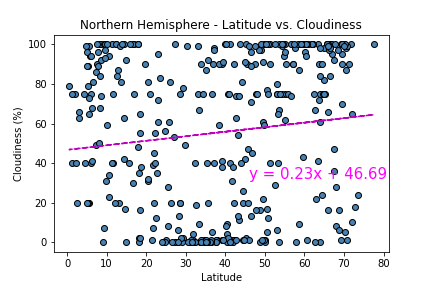 Northern Hemisphere - Latitude vs. Cloudiness
100
80
60
40
20
0
Cloudiness (%)
y = 0.23x + 46.69
0 10 20 30 40 50 60 70 80
Latitude